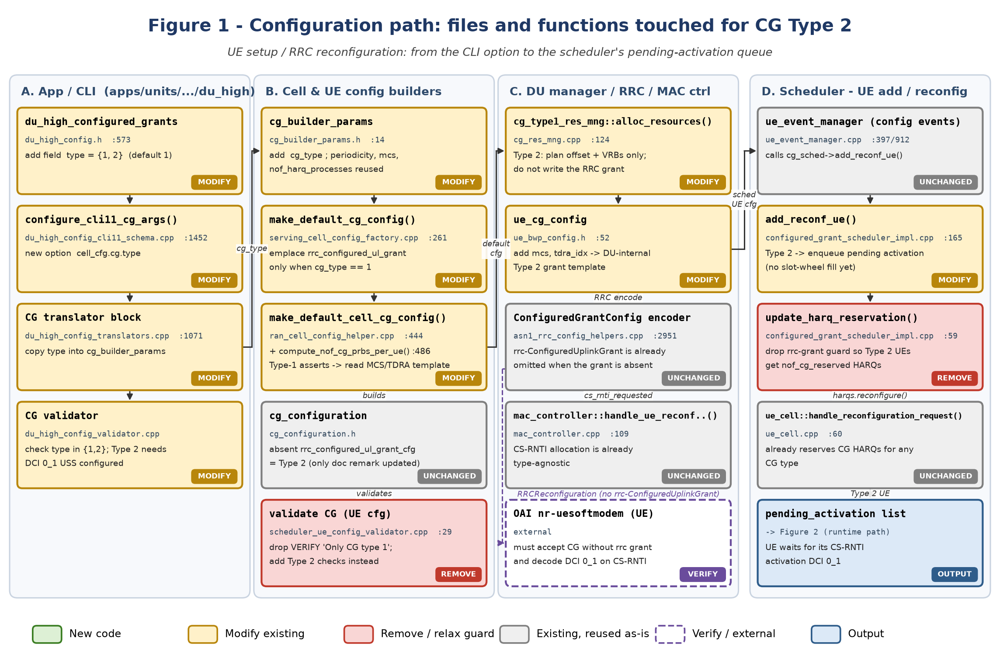 Figure 1 - Configuration path: files and functions touched for CG Type 2
UE setup / RRC reconfiguration: from the CLI option to the scheduler's pending-activation queue
A. App / CLI  (apps/units/.../du_high)
du_high_configured_grants
du_high_config.h  :573
add field  type = {1, 2}  (default 1)
MODIFY
configure_cli11_cg_args()
du_high_config_cli11_schema.cpp  :1452
new option  cell_cfg.cg.type
MODIFY
CG translator block
du_high_config_translators.cpp  :1071
copy type into cg_builder_params
MODIFY
CG validator
du_high_config_validator.cpp
check type in {1,2}; Type 2 needs
DCI 0_1 USS configured
MODIFY
cg_type
B. Cell & UE config builders
cg_builder_params
cg_builder_params.h  :14
add  cg_type ; periodicity, mcs,
nof_harq_processes reused
MODIFY
make_default_cg_config()
serving_cell_config_factory.cpp  :261
emplace rrc_configured_ul_grant
only when cg_type == 1
MODIFY
make_default_cell_cg_config()
ran_cell_config_helper.cpp  :444
+ compute_nof_cg_prbs_per_ue() :486
Type-1 asserts -> read MCS/TDRA template
MODIFY
builds
cg_configuration
cg_configuration.h
absent rrc_configured_ul_grant_cfg
= Type 2 (only doc remark updated)
UNCHANGED
validates
validate CG (UE cfg)
scheduler_ue_config_validator.cpp  :29
drop VERIFY 'Only CG type 1';
add Type 2 checks instead
REMOVE
default
cfg
C. DU manager / RRC / MAC ctrl
cg_type1_res_mng::alloc_resources()
cg_res_mng.cpp  :124
Type 2: plan offset + VRBs only;
do not write the RRC grant
MODIFY
ue_cg_config
ue_bwp_config.h  :52
add mcs, tdra_idx -> DU-internal
Type 2 grant template
MODIFY
RRC encode
ConfiguredGrantConfig encoder
asn1_rrc_config_helpers.cpp  :2951
rrc-ConfiguredUplinkGrant is already
omitted when the grant is absent
UNCHANGED
cs_rnti_requested
mac_controller::handle_ue_reconf..()
mac_controller.cpp  :109
CS-RNTI allocation is already
type-agnostic
UNCHANGED
RRCReconfiguration (no rrc-ConfiguredUplinkGrant)
OAI nr-uesoftmodem (UE)
external
must accept CG without rrc grant
and decode DCI 0_1 on CS-RNTI
VERIFY
sched
UE cfg
D. Scheduler - UE add / reconfig
ue_event_manager (config events)
ue_event_manager.cpp  :397/912
calls cg_sched->add_reconf_ue()
UNCHANGED
add_reconf_ue()
configured_grant_scheduler_impl.cpp  :165
Type 2 -> enqueue pending activation
(no slot-wheel fill yet)
MODIFY
update_harq_reservation()
configured_grant_scheduler_impl.cpp  :59
drop rrc-grant guard so Type 2 UEs
get nof_cg_reserved HARQs
REMOVE
harqs.reconfigure()
ue_cell::handle_reconfiguration_request()
ue_cell.cpp  :60
already reserves CG HARQs for any
CG type
UNCHANGED
Type 2 UE
pending_activation list
-> Figure 2 (runtime path)
UE waits for its CS-RNTI
activation DCI 0_1
OUTPUT
New code
Modify existing
Remove / relax guard
Existing, reused as-is
Verify / external
Output